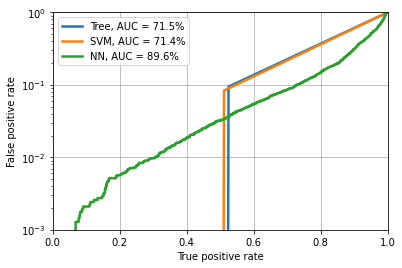 Tree, AUC = 71.5%
SVM, AUC = 71.4%
NN, AUC = 89.6%
False positive rate
10⁰
10⁻¹
10⁻²
10⁻³
0.0 0.2 0.4 0.6 0.8 1.0
True positive rate